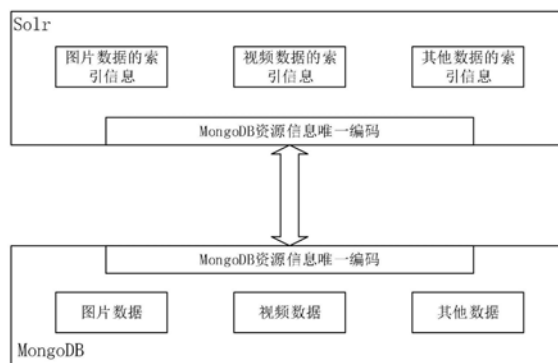 Solr
图片数据的索
引信息
视频数据的索
引信息
其他数据的索
引信息
MongoDB资源信息唯一编码
MongoDB资源信息唯一编码
图片数据
视频数据
其他数据
MongoDB